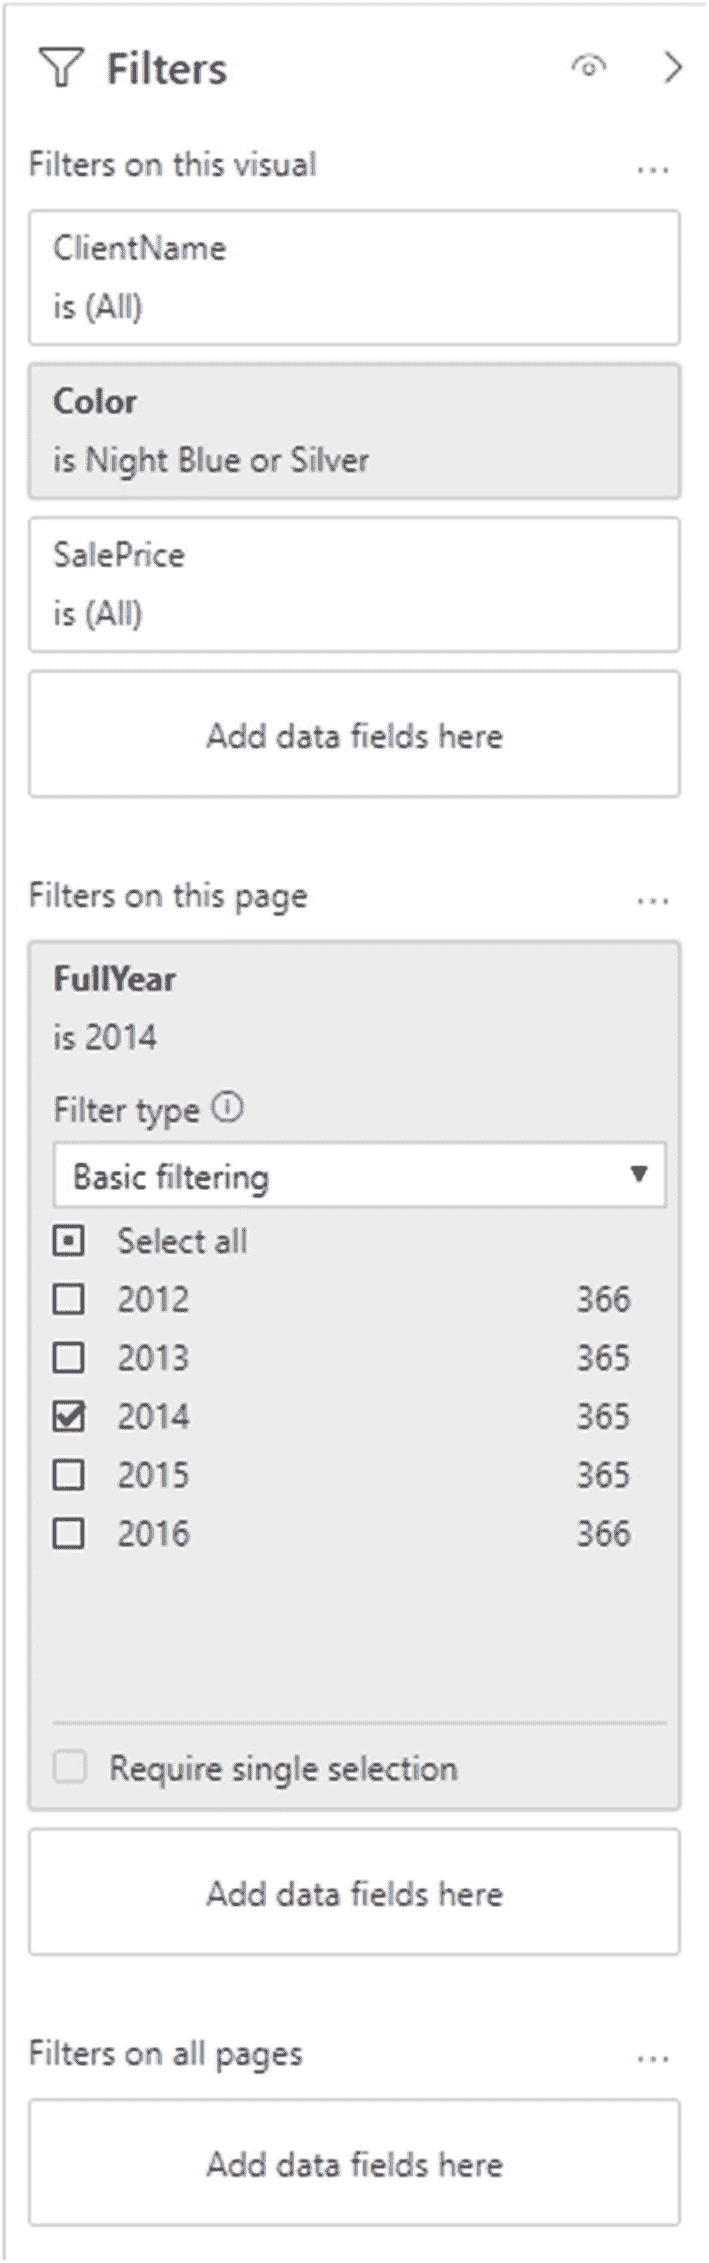 Filters
Filters on this visual
ClientName
is (All)
Color
is Night Blue or Silver
SalePrice
is (All)
Add data fields here
Filters on this page
FullYear
is 2014
Filter type
Basic filtering
Select all
2012 366
2013 365
2014 365
2015 365
2016 366
Require single selection
Add data fields here
Filters on all pages
Add data fields here